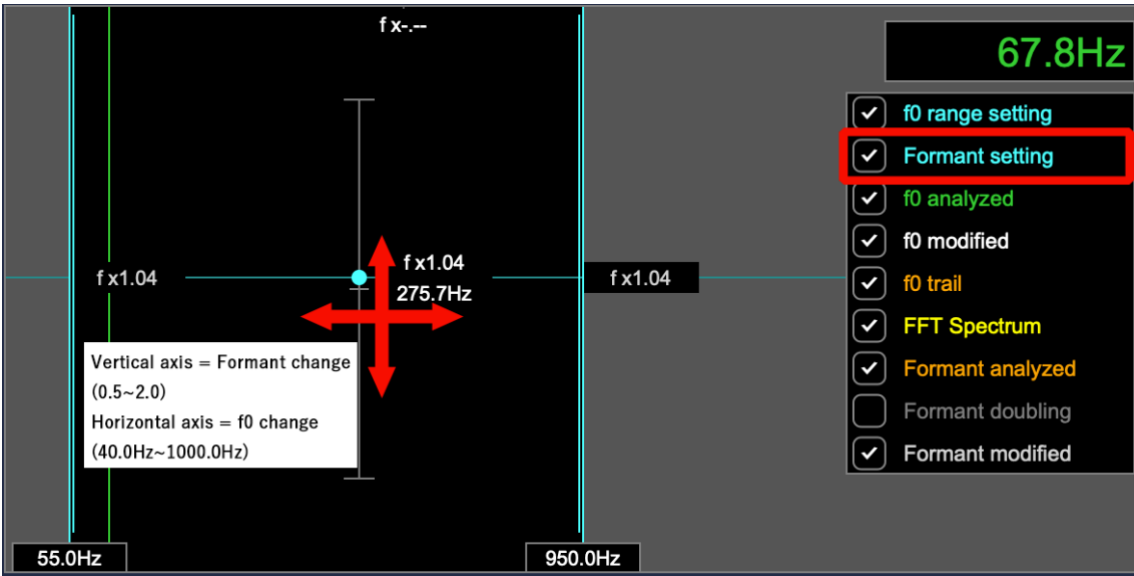 f x-.--
67.8Hz
f0 range setting
Formant setting
f0 analyzed
f0 modified
f0 trail
FFT Spectrum
Formant analyzed
Formant doubling
Formant modified
f x1.04
f x1.04
275.7Hz
f x1.04
Vertical axis = Formant change
(0.5~2.0)
Horizontal axis = f0 change
(40.0Hz~1000.0Hz)
55.0Hz
950.0Hz